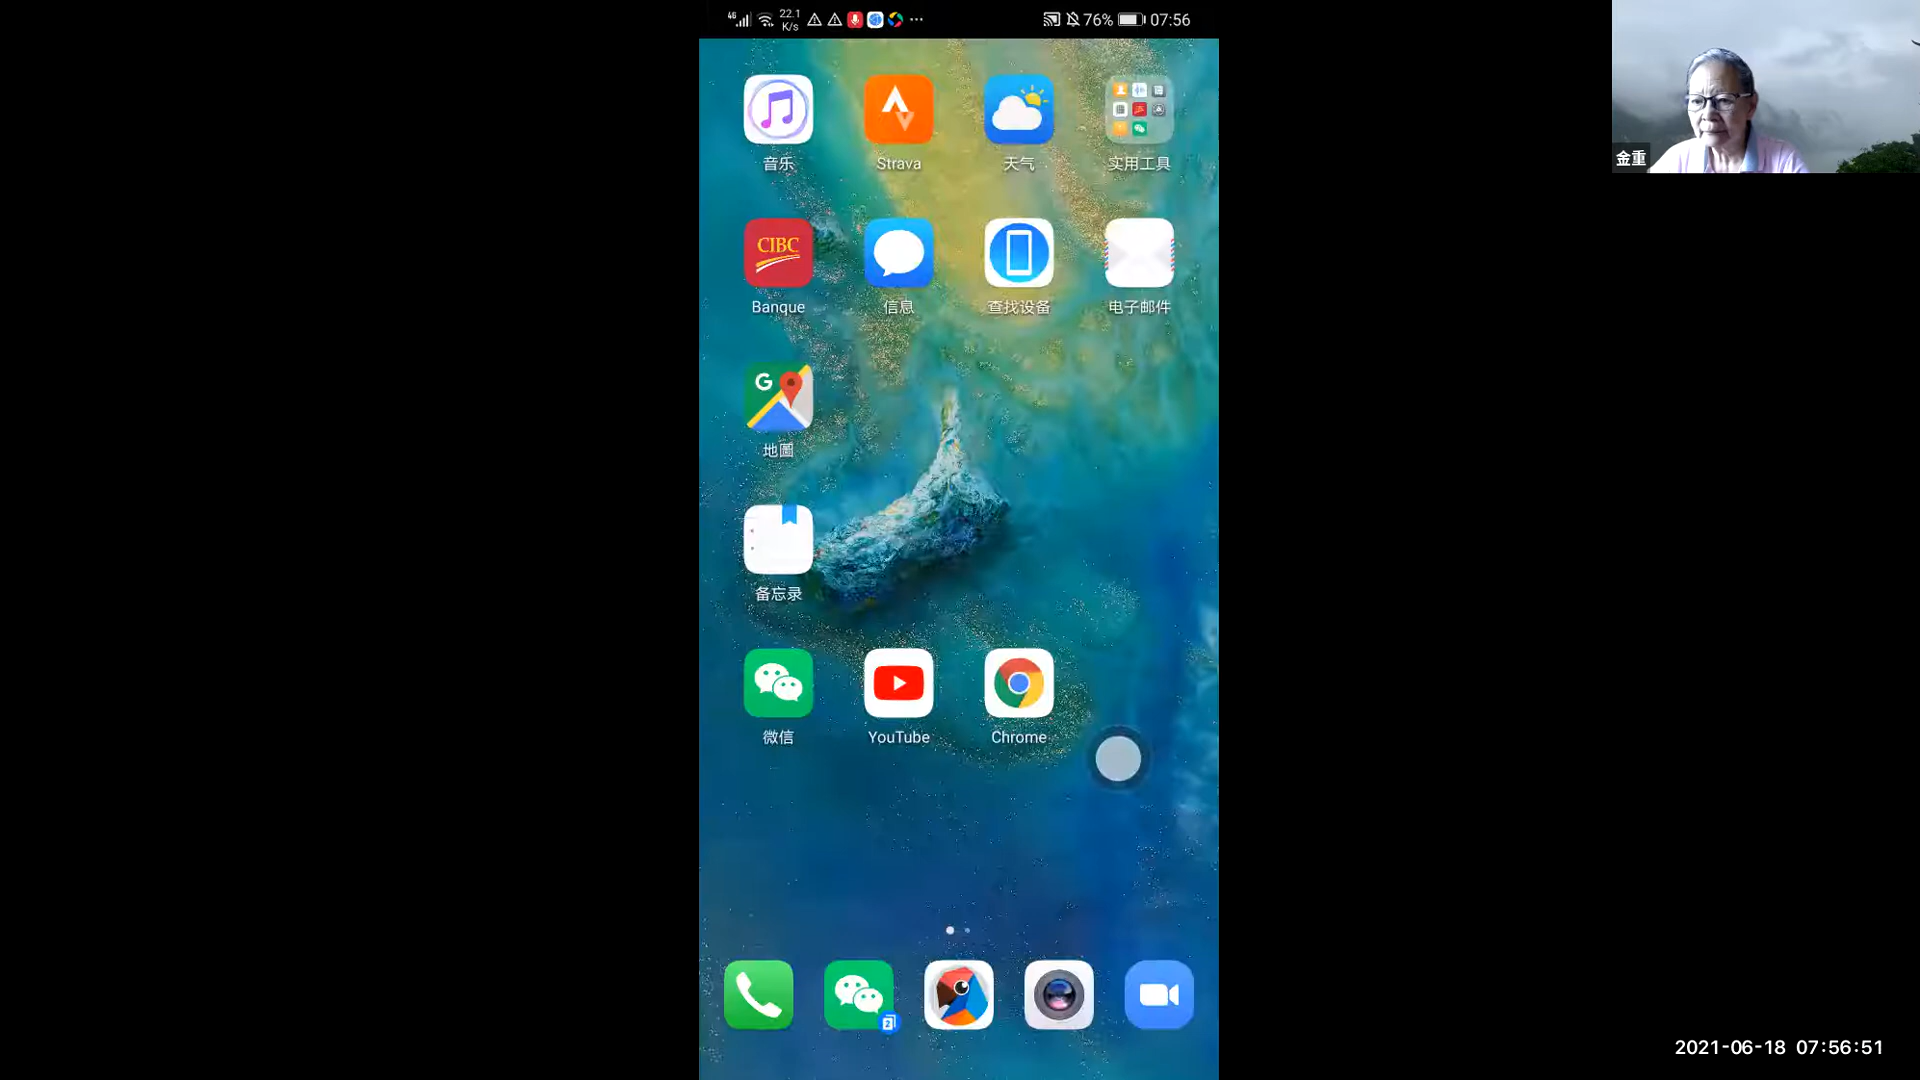 4G 22.1 K/s 76% 07:56
音乐 Strava 天气 实用工具
CIBC
Banque 信息 查找设备 电子邮件
G
地圖
备忘录
微信 YouTube Chrome
2
金重
2021-06-18 07:56:51